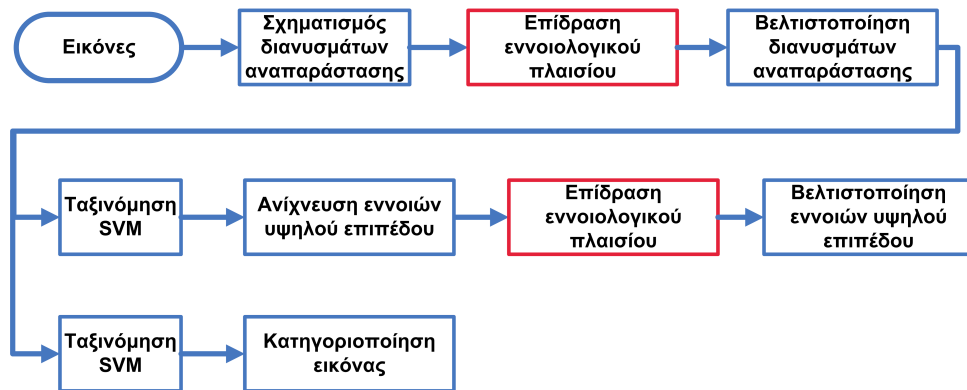 Εικόνες
Σχηματισμός
διανυσμάτων
αναπαράστασης
Επίδραση
εννοιολογικού
πλαισίου
Βελτιστοποίηση
διανυσμάτων
αναπαράστασης
Ταξινόμηση
SVM
Ανίχνευση εννοιών
υψηλού επιπέδου
Επίδραση
εννοιολογικού
πλαισίου
Βελτιστοποίηση
εννοιών υψηλού
επιπέδου
Ταξινόμηση
SVM
Κατηγοριοποίηση
εικόνας